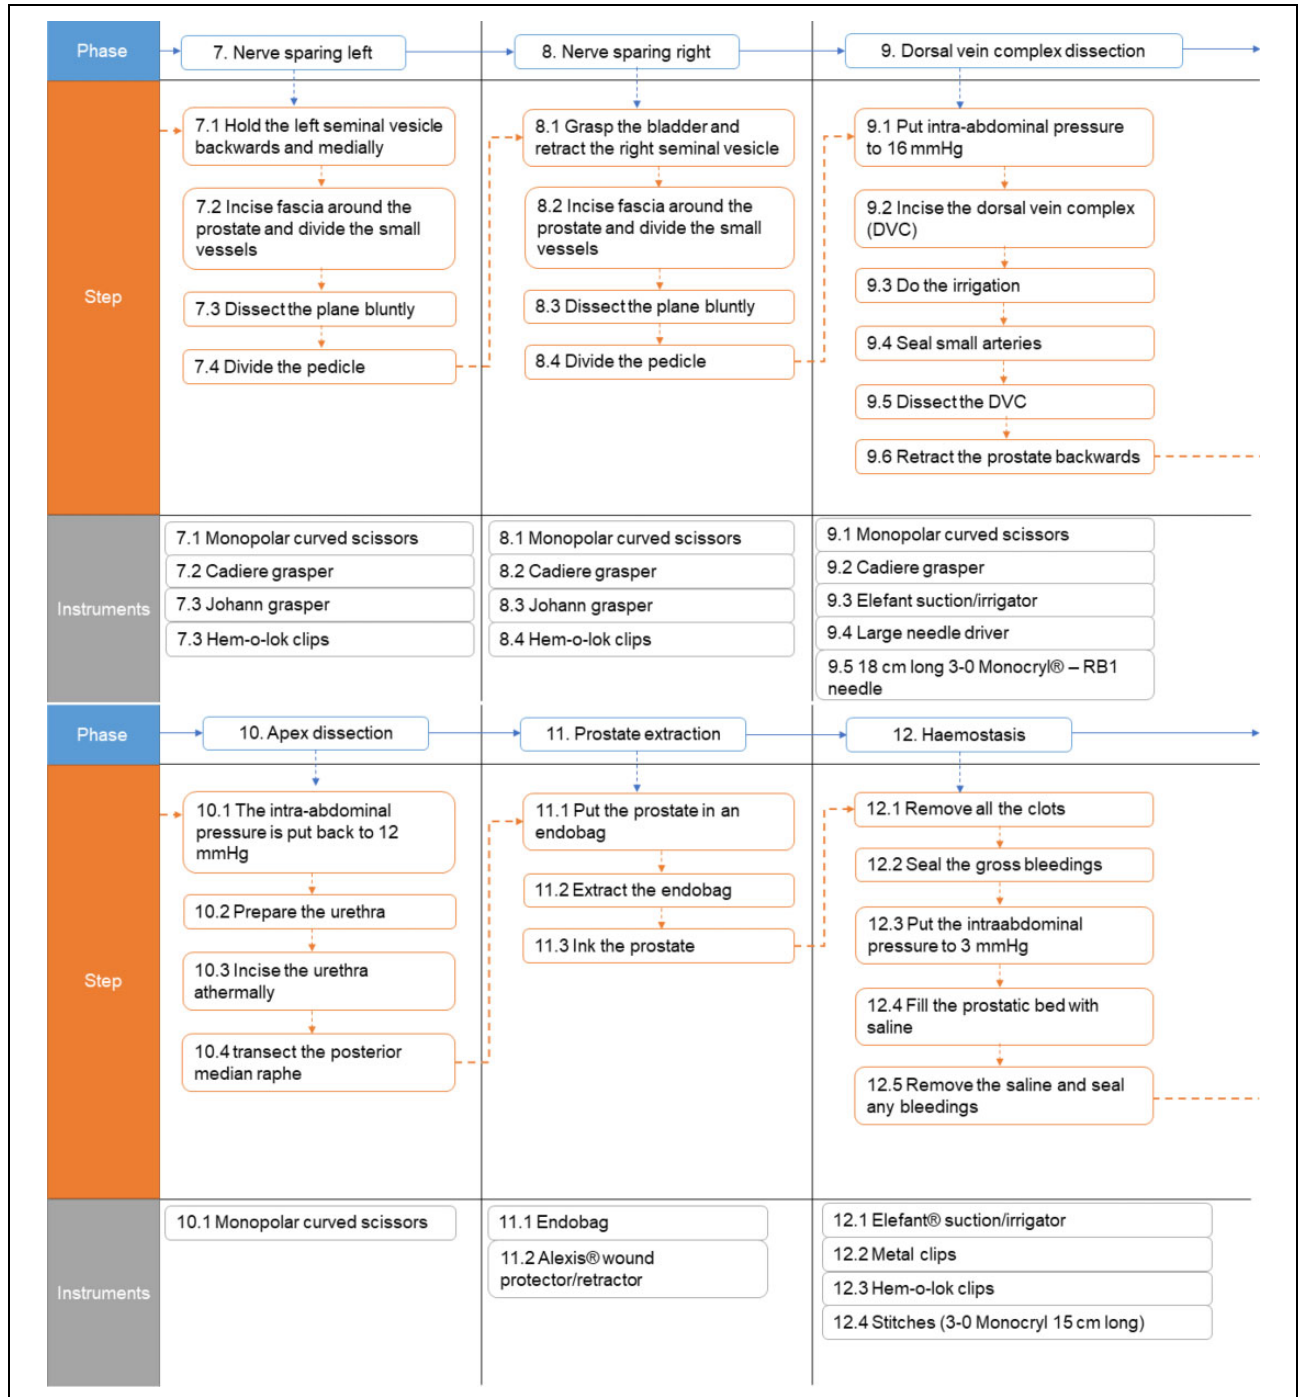 Phase
7. Nerve sparing left
8. Nerve sparing right
9. Dorsal vein complex dissection
Step
7.1 Hold the left seminal vesicle
backwards and medially
7.2 Incise fascia around the
prostate and divide the small
vessels
7.3 Dissect the plane bluntly
7.4 Divide the pedicle
8.1 Grasp the bladder and
retract the right seminal vesicle
8.2 Incise fascia around the
prostate and divide the small
vessels
8.3 Dissect the plane bluntly
8.4 Divide the pedicle
9.1 Put intra-abdominal pressure
to 16 mmHg
9.2 Incise the dorsal vein complex
(DVC)
9.3 Do the irrigation
9.4 Seal small arteries
9.5 Dissect the DVC
9.6 Retract the prostate backwards
Instruments
7.1 Monopolar curved scissors
7.2 Cadiere grasper
7.3 Johann grasper
7.3 Hem-o-lok clips
8.1 Monopolar curved scissors
8.2 Cadiere grasper
8.3 Johann grasper
8.4 Hem-o-lok clips
9.1 Monopolar curved scissors
9.2 Cadiere grasper
9.3 Elefant suction/irrigator
9.4 Large needle driver
9.5 18 cm long 3-0 Monocryl® – RB1
needle
Phase
10. Apex dissection
11. Prostate extraction
12. Haemostasis
Step
10.1 The intra-abdominal
pressure is put back to 12
mmHg
10.2 Prepare the urethra
10.3 Incise the urethra
athermally
10.4 transect the posterior
median raphe
11.1 Put the prostate in an
endobag
11.2 Extract the endobag
11.3 Ink the prostate
12.1 Remove all the clots
12.2 Seal the gross bleedings
12.3 Put the intraabdominal
pressure to 3 mmHg
12.4 Fill the prostatic bed with
saline
12.5 Remove the saline and seal
any bleedings
Instruments
10.1 Monopolar curved scissors
11.1 Endobag
11.2 Alexis® wound
protector/retractor
12.1 Elefant® suction/irrigator
12.2 Metal clips
12.3 Hem-o-lok clips
12.4 Stitches (3-0 Monocryl 15 cm long)